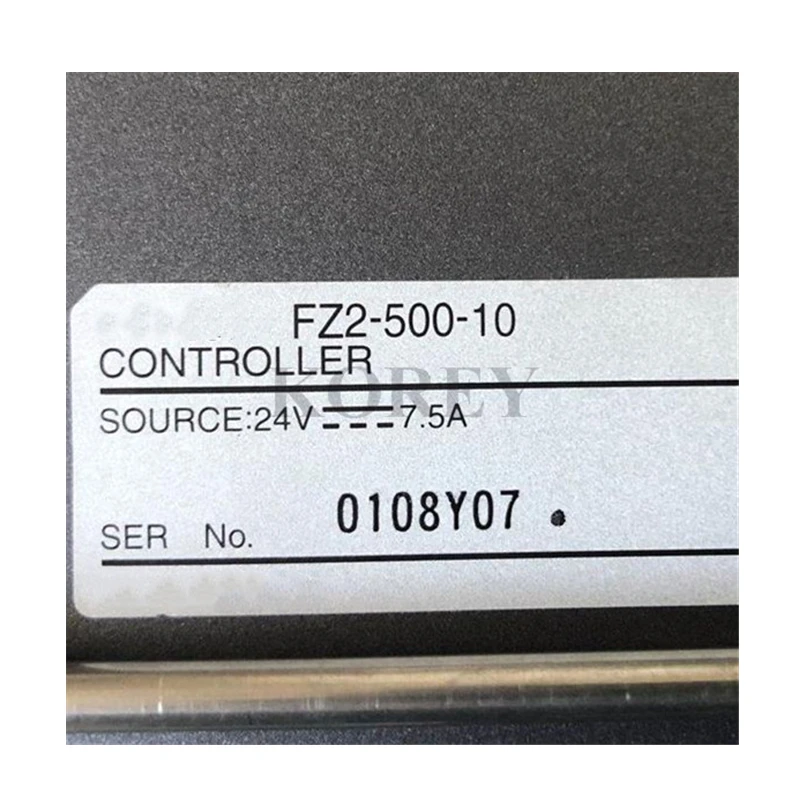 FZ2-500-10
CONTROLLER
KOREY
SOURCE:24V⎓7.5A
SER No. 0108Y07 .